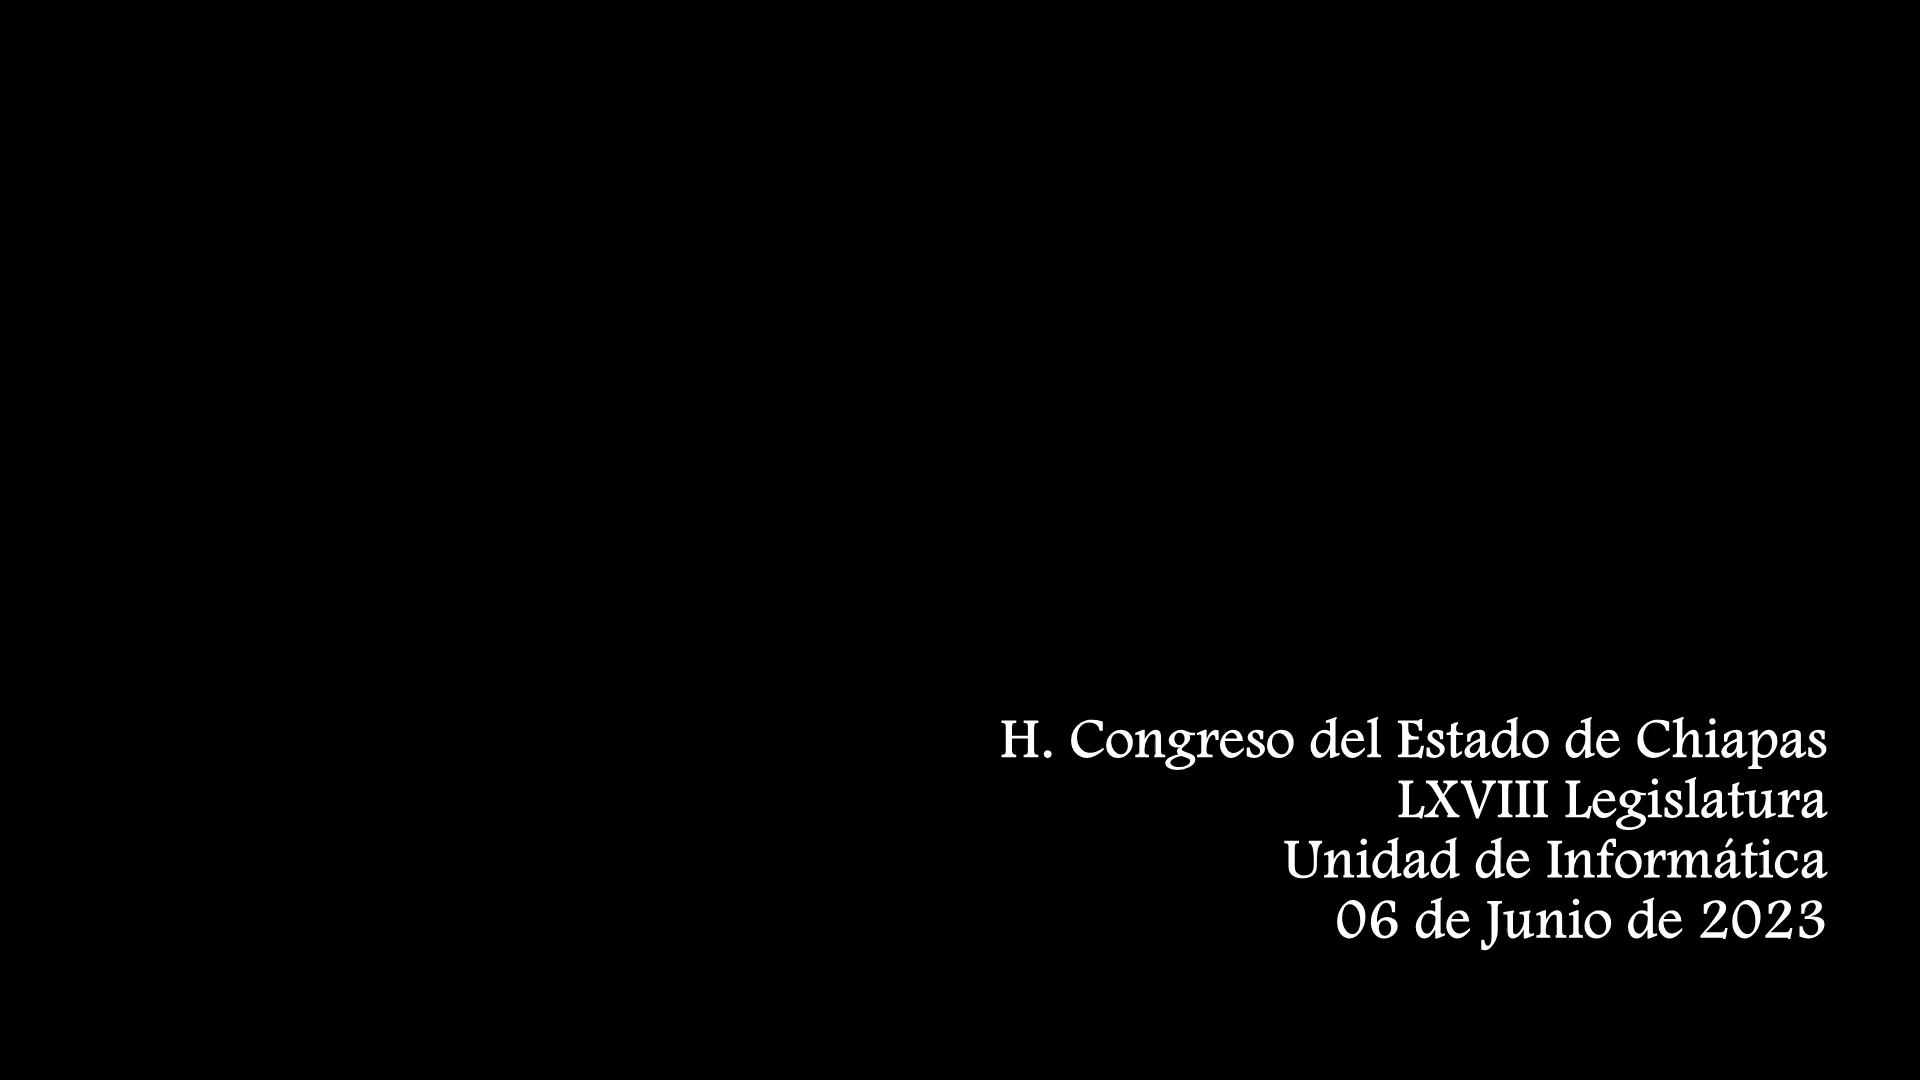 H. Congreso del Estado de Chiapas
LXVIII Legislatura
Unidad de Informática
06 de Junio de 2023